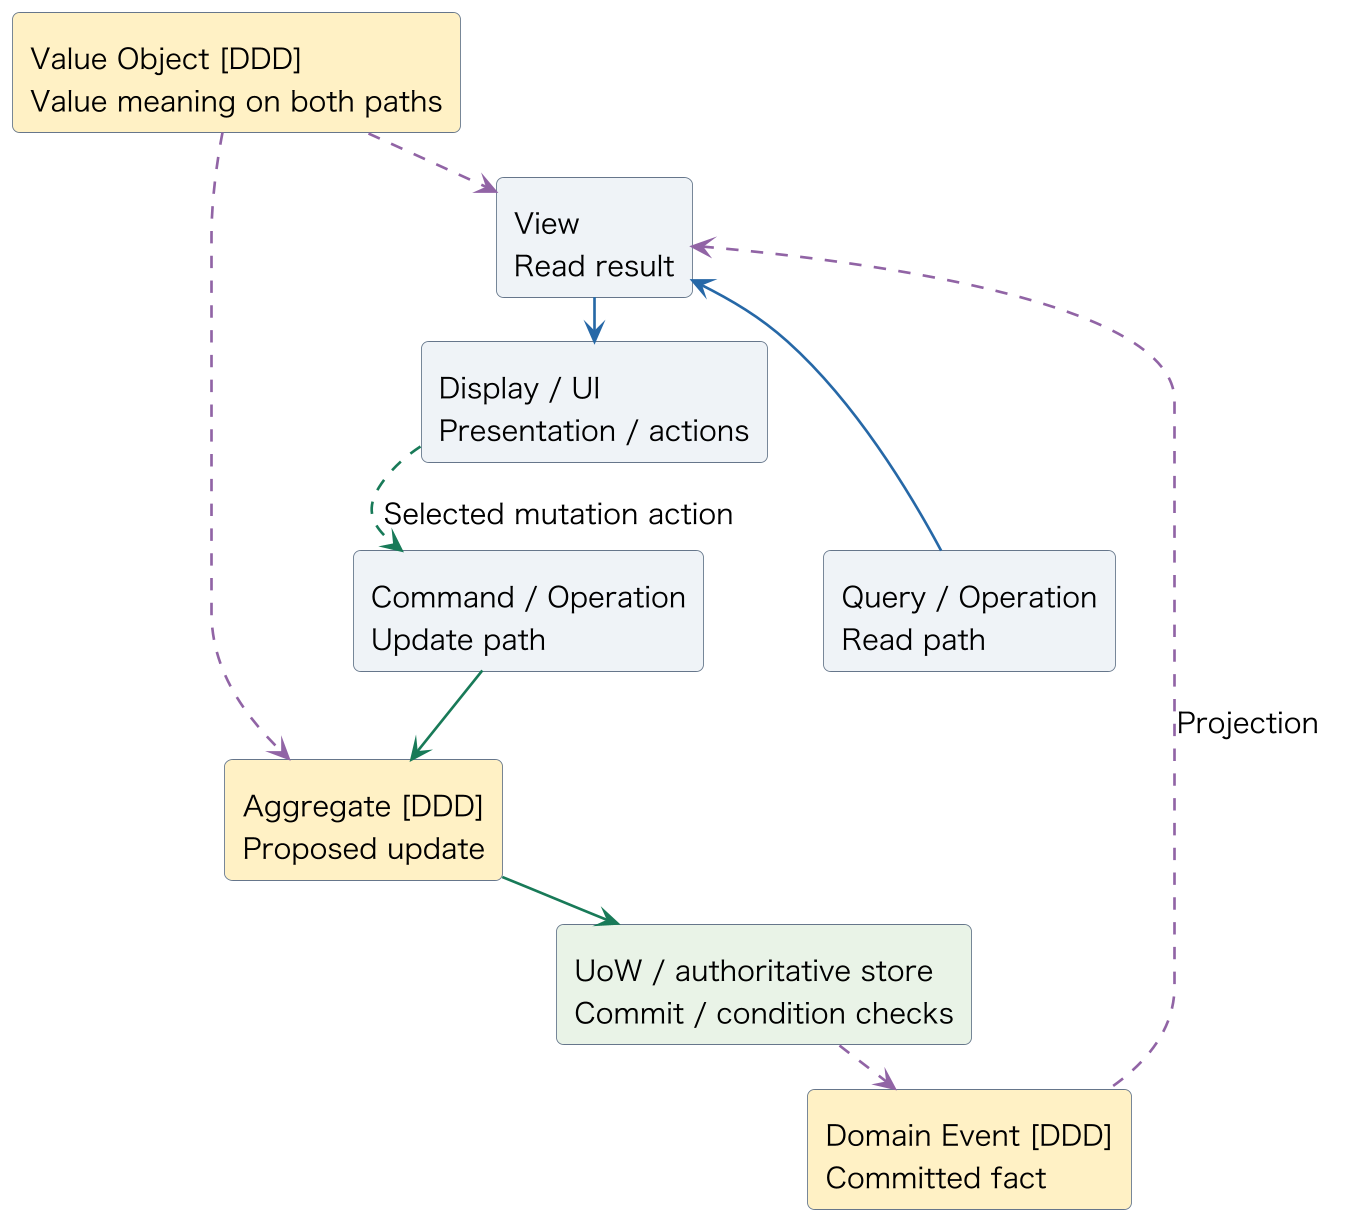 Value Object [DDD]
Value meaning on both paths
View
Read result
Display / UI
Presentation / actions
Selected mutation action
Command / Operation
Update path
Query / Operation
Read path
Projection
Aggregate [DDD]
Proposed update
UoW / authoritative store
Commit / condition checks
Domain Event [DDD]
Committed fact